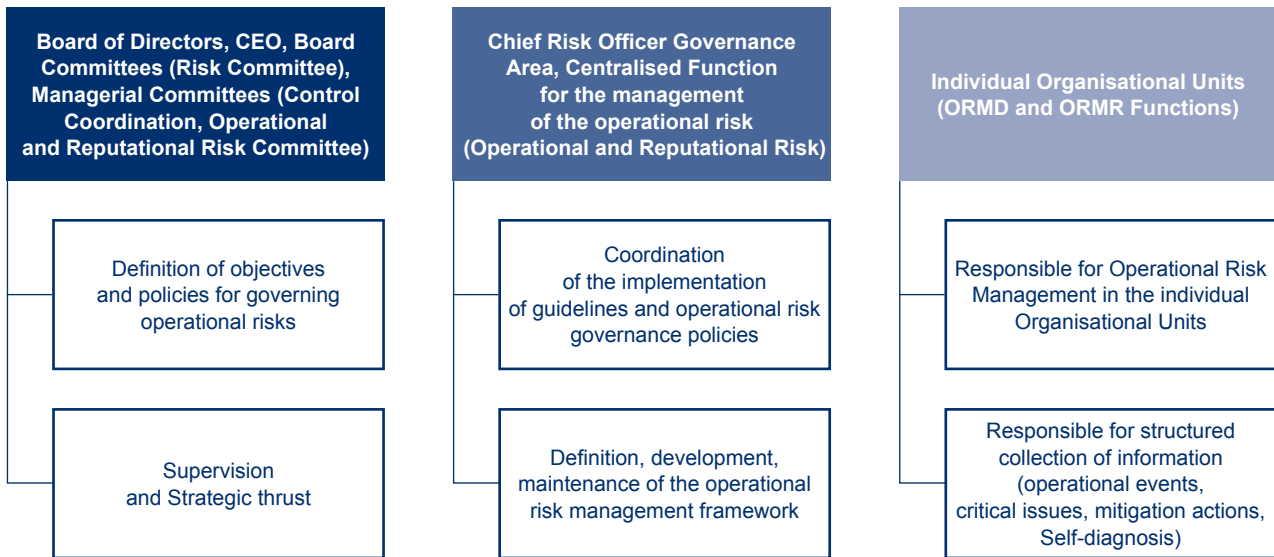 Board of Directors, CEO, Board
Committees (Risk Committee),
Managerial Committees (Control
Coordination, Operational
and Reputational Risk Committee)
Definition of objectives
and policies for governing
operational risks
Supervision
and Strategic thrust
Chief Risk Officer Governance
Area, Centralised Function
for the management
of the operational risk
(Operational and Reputational Risk)
Coordination
of the implementation
of guidelines and operational risk
governance policies
Definition, development,
maintenance of the operational
risk management framework
Individual Organisational Units
(ORMD and ORMR Functions)
Responsible for Operational Risk
Management in the individual
Organisational Units
Responsible for structured
collection of information
(operational events,
critical issues, mitigation actions,
Self-diagnosis)